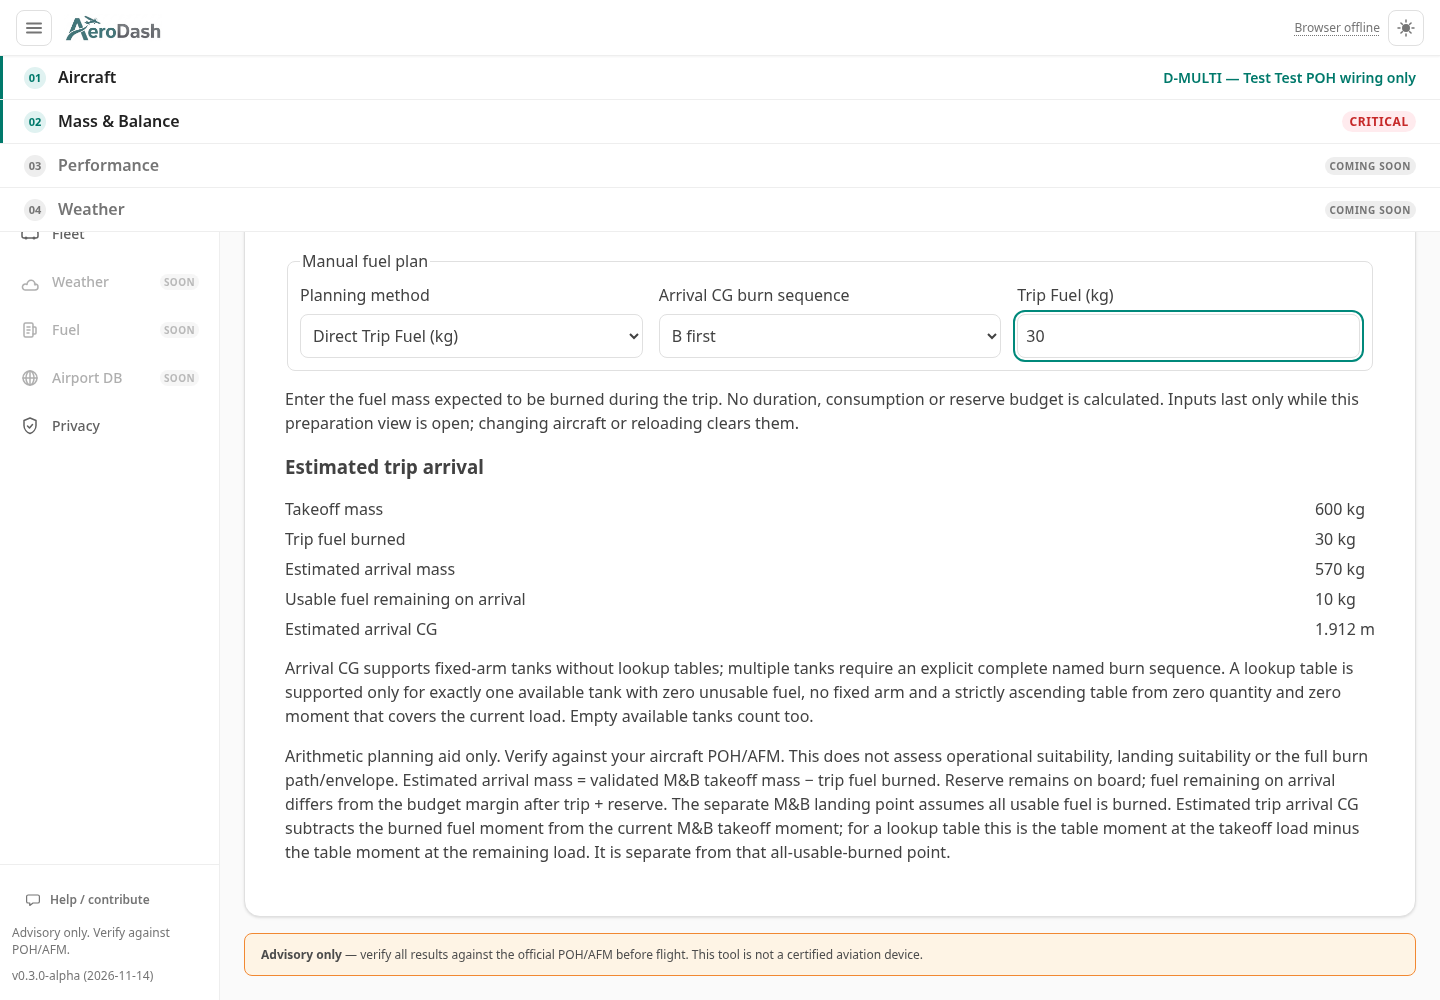 AeroDash
Browser offline
01 Aircraft
D-MULTI — Test Test POH wiring only
02 Mass & Balance
CRITICAL
03 Performance
COMING SOON
04 Weather
COMING SOON
Fleet
Weather SOON
Fuel SOON
Airport DB SOON
Privacy
Help / contribute
Advisory only. Verify against
POH/AFM.
v0.3.0-alpha (2026-11-14)
Manual fuel plan
Planning method
Arrival CG burn sequence
Trip Fuel (kg)
Direct Trip Fuel (kg)
B first
30
Enter the fuel mass expected to be burned during the trip. No duration, consumption or reserve budget is calculated. Inputs last only while this
preparation view is open; changing aircraft or reloading clears them.
Estimated trip arrival
Takeoff mass 600 kg
Trip fuel burned 30 kg
Estimated arrival mass 570 kg
Usable fuel remaining on arrival 10 kg
Estimated arrival CG 1.912 m
Arrival CG supports fixed-arm tanks without lookup tables; multiple tanks require an explicit complete named burn sequence. A lookup table is
supported only for exactly one available tank with zero unusable fuel, no fixed arm and a strictly ascending table from zero quantity and zero
moment that covers the current load. Empty available tanks count too.
Arithmetic planning aid only. Verify against your aircraft POH/AFM. This does not assess operational suitability, landing suitability or the full burn
path/envelope. Estimated arrival mass = validated M&B takeoff mass − trip fuel burned. Reserve remains on board; fuel remaining on arrival
differs from the budget margin after trip + reserve. The separate M&B landing point assumes all usable fuel is burned. Estimated trip arrival CG
subtracts the burned fuel moment from the current M&B takeoff moment; for a lookup table this is the table moment at the takeoff load minus
the table moment at the remaining load. It is separate from that all-usable-burned point.
Advisory only — verify all results against the official POH/AFM before flight. This tool is not a certified aviation device.